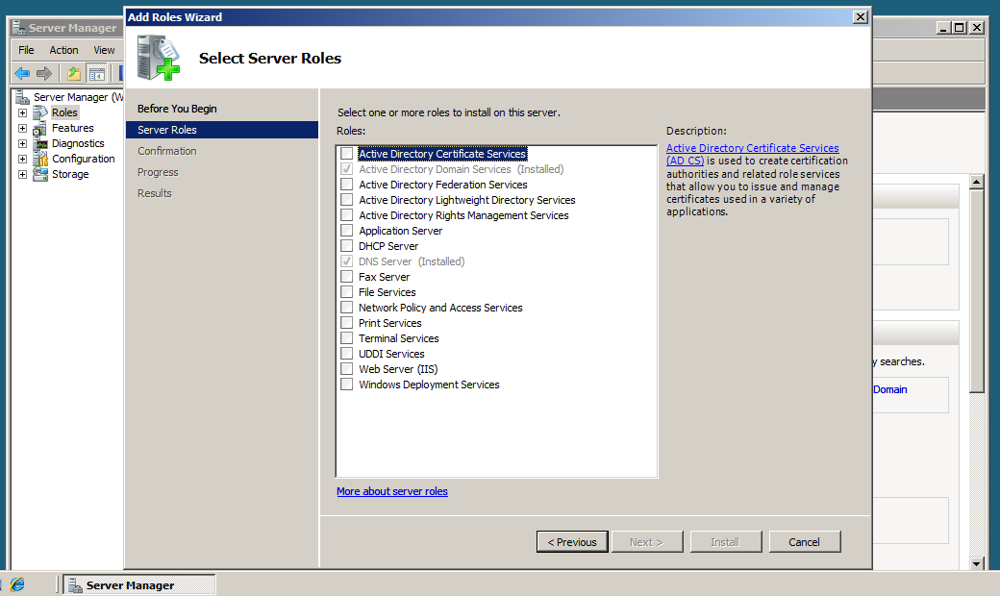 Add Roles Wizard
Server Manager
File Action View
Select Server Roles
Server Manager (W
Roles
Features
Diagnostics
Configuration
Storage
Before You Begin
Server Roles
Confirmation
Progress
Results
Select one or more roles to install on this server.
Roles:
Active Directory Certificate Services
Active Directory Domain Services (Installed)
Active Directory Federation Services
Active Directory Lightweight Directory Services
Active Directory Rights Management Services
Application Server
DHCP Server
DNS Server (Installed)
Fax Server
File Services
Network Policy and Access Services
Print Services
Terminal Services
UDDI Services
Web Server (IIS)
Windows Deployment Services
More about server roles
Description:
Active Directory Certificate Services
(AD CS) is used to create certification
authorities and related role services
that allow you to issue and manage
certificates used in a variety of
applications.
y searches.
Domain
< Previous
Next >
Install
Cancel
Server Manager